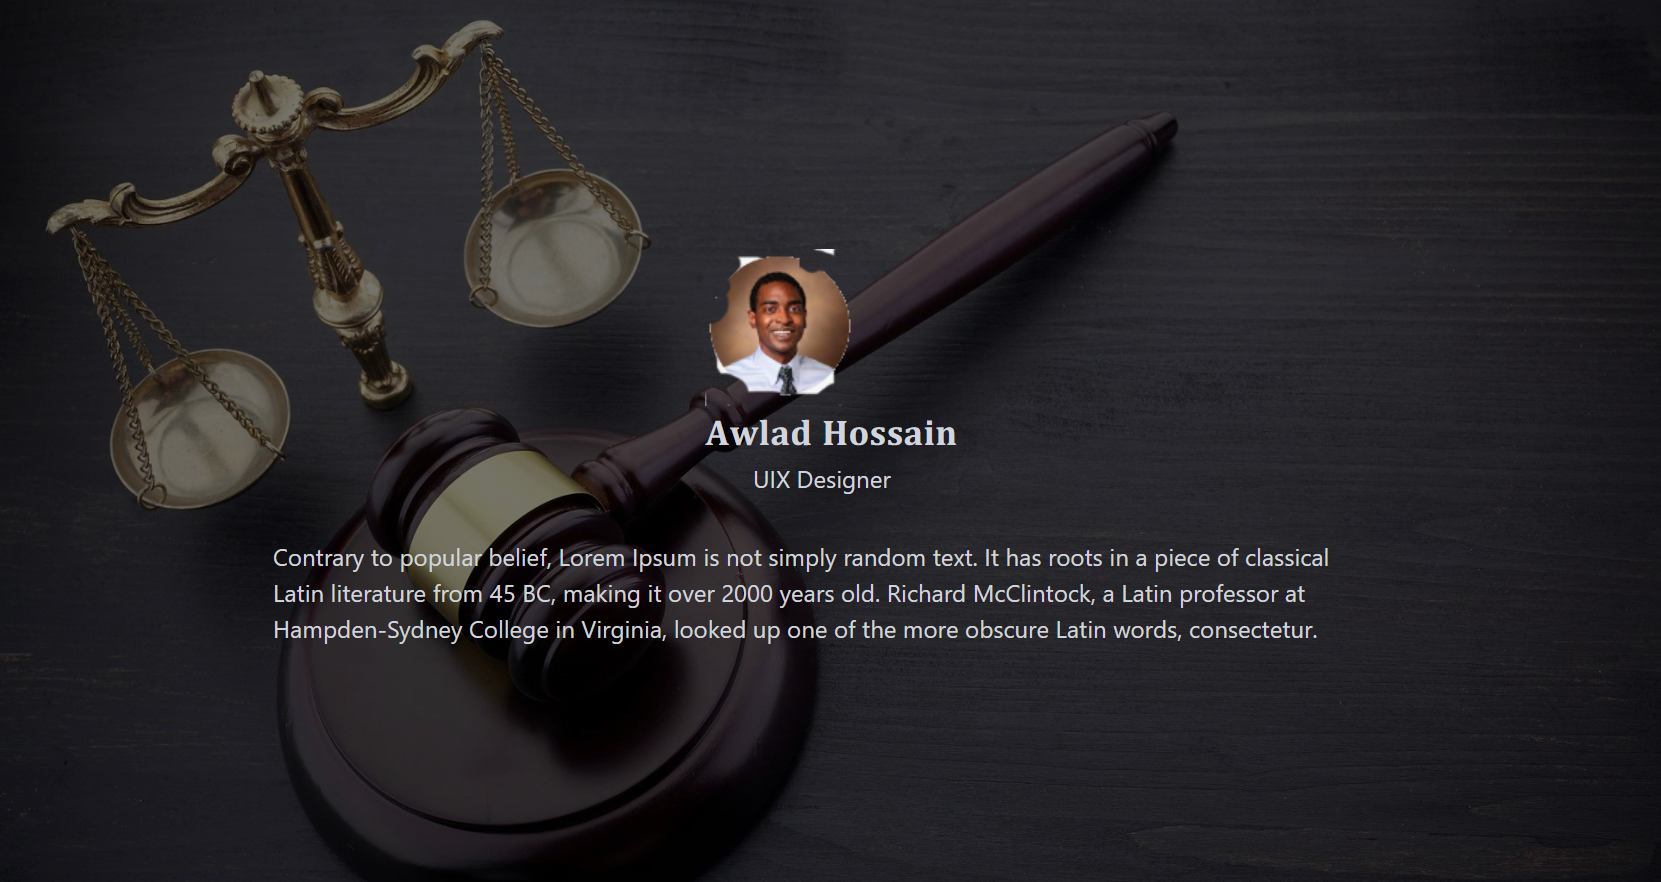 Awlad Hossain
UIX Designer
Contrary to popular belief, Lorem Ipsum is not simply random text. It has roots in a piece of classical
Latin literature from 45 BC, making it over 2000 years old. Richard McClintock, a Latin professor at
Hampden-Sydney College in Virginia, looked up one of the more obscure Latin words, consectetur.